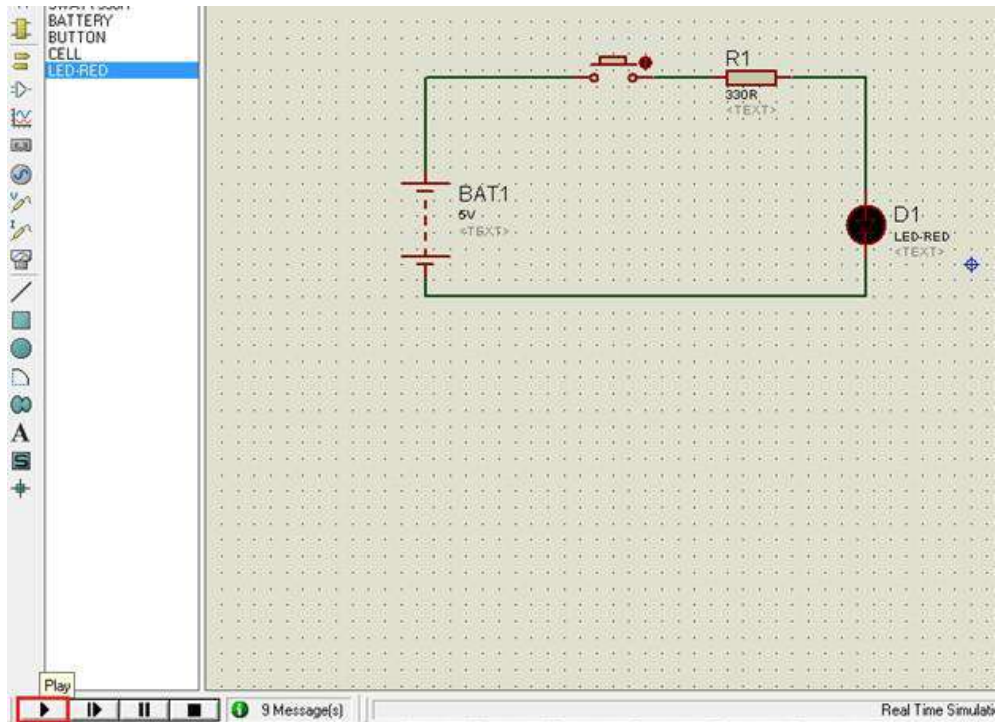 BATTERY
BUTTON
CELL
LED-RED
R1
330R
<TEXT>
BAT1
6V
<TEXT>
D1
LED-RED
<TEXT>
A
S
Play
9 Message(s)
Real Time Simulati